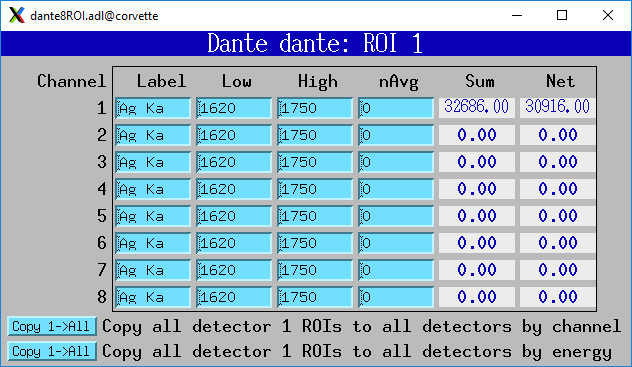 dante8ROI.adl@corvette
Dante dante: ROI 1
Channel Label Low High nAvg Sum Net
1 Ag Ka 1620 1750 0 32686.00 30916.00
2 Ag Ka 1620 1750 0 0.00 0.00
3 Ag Ka 1620 1750 0 0.00 0.00
4 Ag Ka 1620 1750 0 0.00 0.00
5 Ag Ka 1620 1750 0 0.00 0.00
6 Ag Ka 1620 1750 0 0.00 0.00
7 Ag Ka 1620 1750 0 0.00 0.00
8 Ag Ka 1620 1750 0 0.00 0.00
Copy 1->All Copy all detector 1 ROIs to all detectors by channel
Copy 1->All Copy all detector 1 ROIs to all detectors by energy